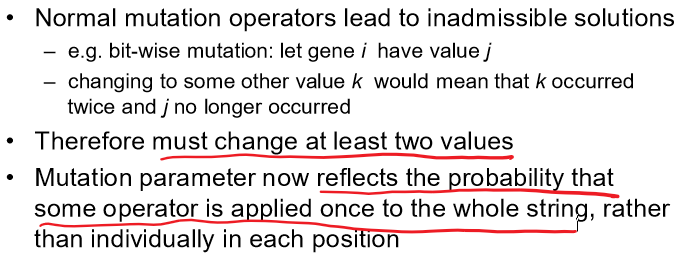 • Normal mutation operators lead to inadmissible solutions
– e.g. bit-wise mutation: let gene i have value j
– changing to some other value k would mean that k occurred
twice and j no longer occurred
• Therefore must change at least two values
• Mutation parameter now reflects the probability that
some operator is applied once to the whole string, rather
than individually in each position